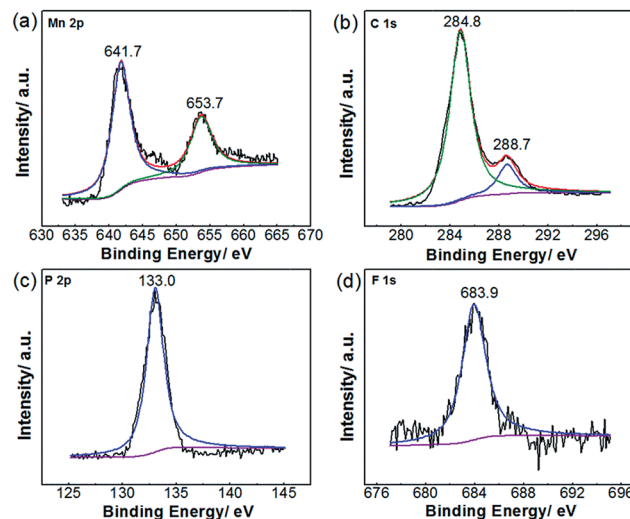 (a) Mn 2p
641.7
653.7
Intensity/ a.u.
630 635 640 645 650 655 660 665 670
Binding Energy/ eV
(b) C 1s
284.8
288.7
Intensity/ a.u.
280 284 288 292 296
Binding Energy/ eV
(c) P 2p
133.0
Intensity/ a.u.
125 130 135 140 145
Binding Energy/ eV
(d) F 1s
683.9
Intensity/ a.u.
676 680 684 688 692 696
Binding Energy/ eV